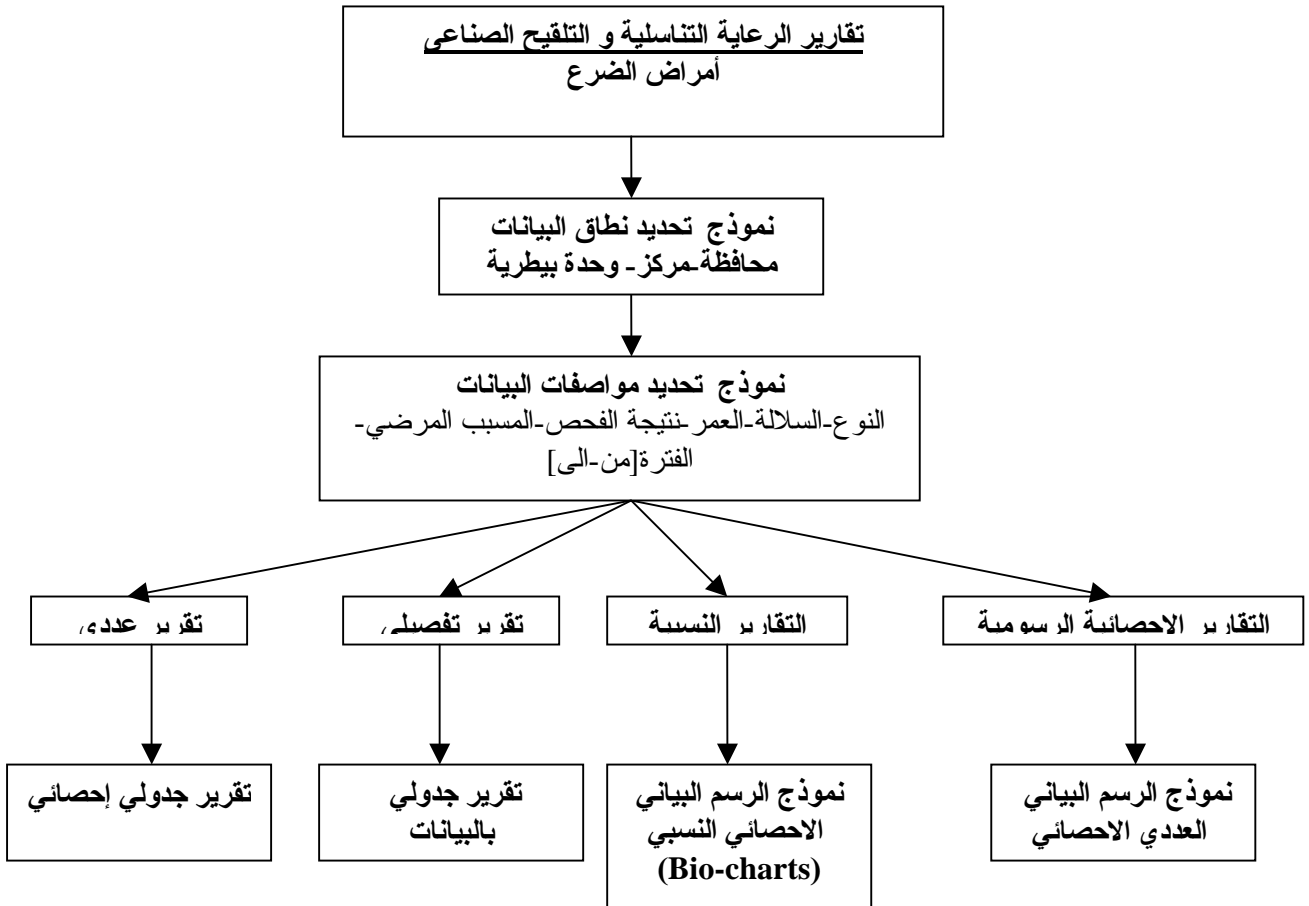 تقارير الرعاية التناسلية و التلقيح الصناعى
أمراض الضرع
نموذج تحديد نطاق البيانات
محافظة-مركز- وحدة بيطرية
نموذج تحديد مواصفات البيانات
النوع-السلالة-العمر-نتيجة الفحص-المسبب المرضي-
الفترة[من-الى]
التقارير الاحصائية الرسومية
التقارير النسبية
تقرير تفصيلى
تقرير عددى
نموذج الرسم البياني
العددي الاحصائي
نموذج الرسم البياني
الاحصائي النسبي
(Bio-charts)
تقرير جدولي
بالبيانات
تقرير جدولي إحصائي